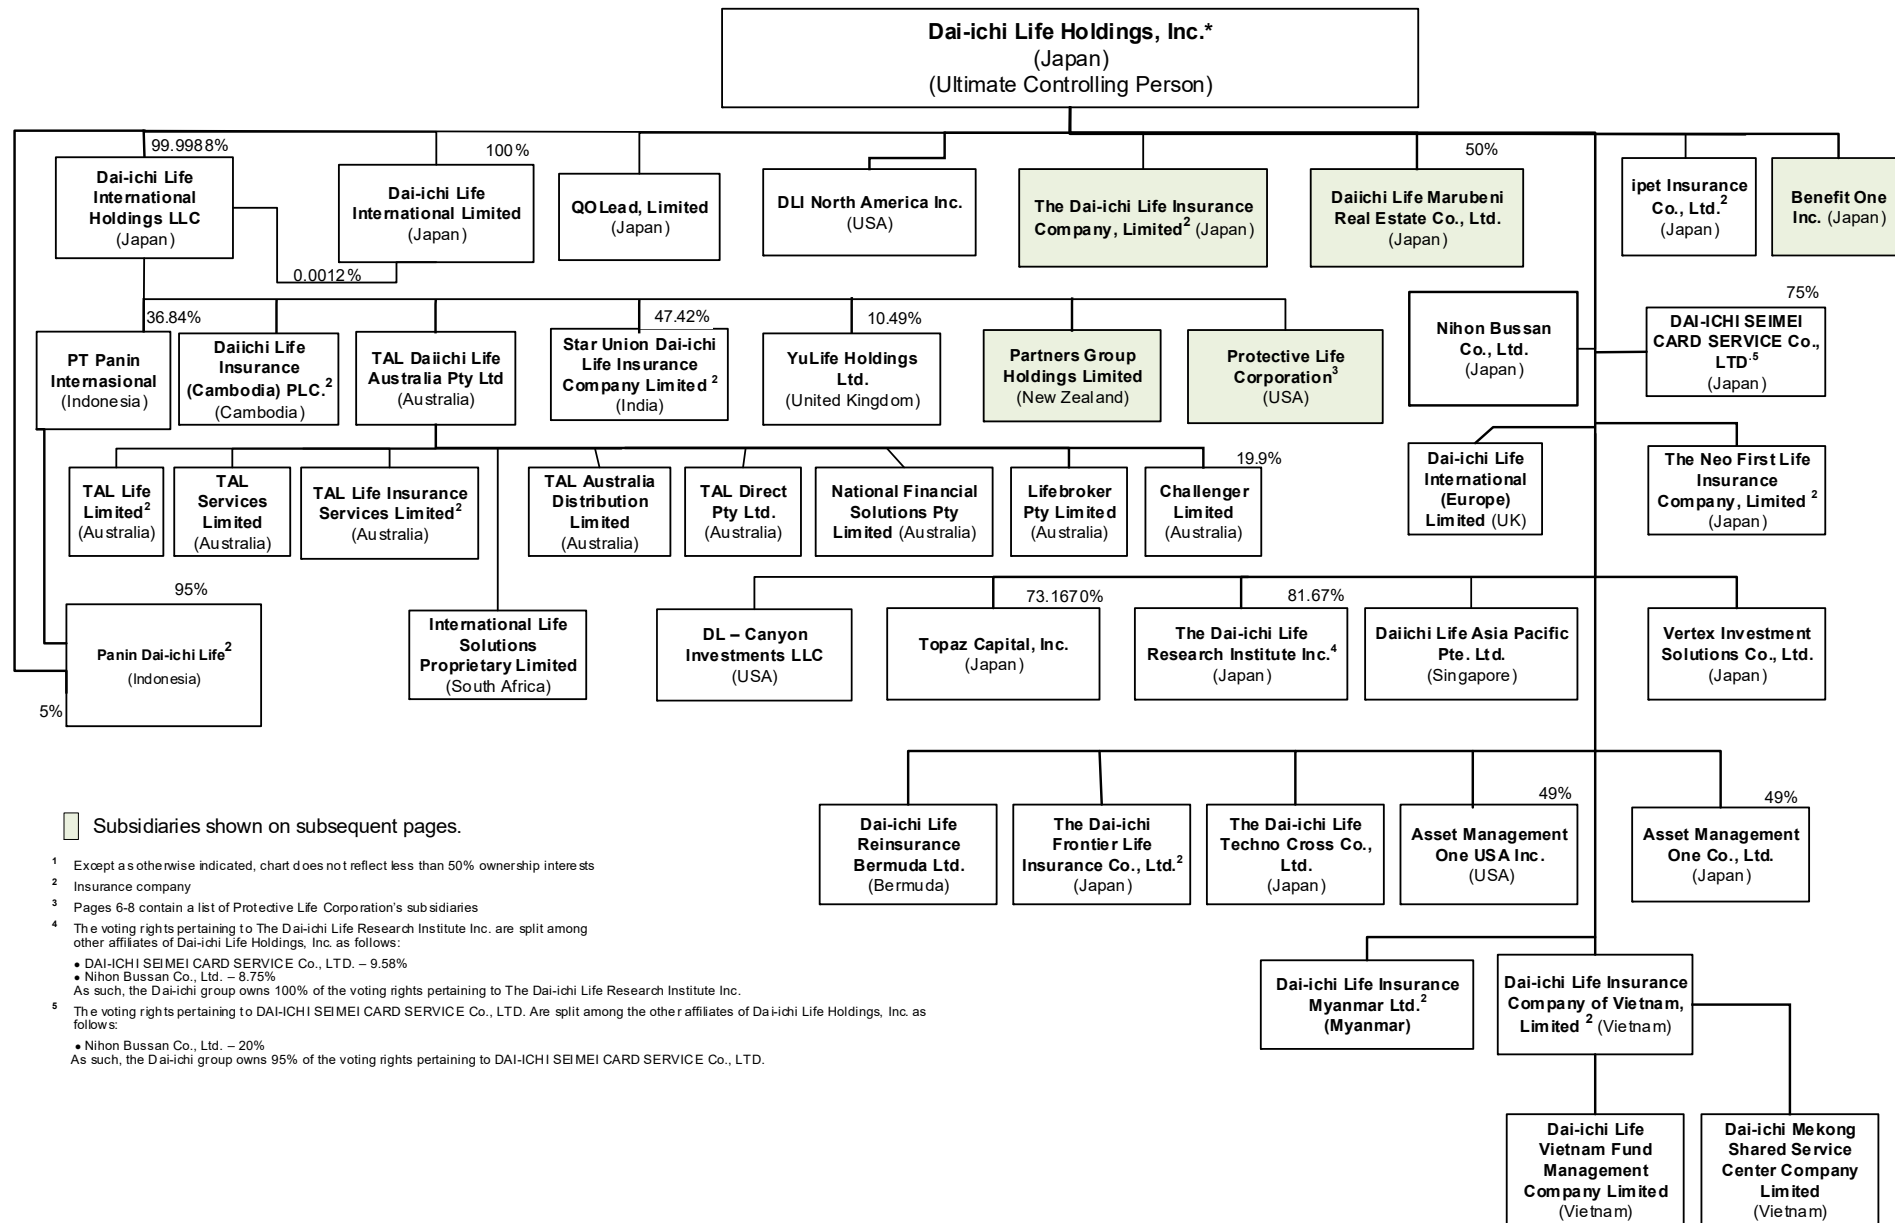 Dai-ichi Life Holdings, Inc.*
(Japan)
(Ultimate Controlling Person)
99.9988%
100%
50%
Dai-ichi Life
International
Holdings LLC
(Japan)
Dai-ichi Life
International Limited
(Japan)
QOLead, Limited
(Japan)
DLI North America Inc.
(USA)
The Dai-ichi Life Insurance
Company, Limited2 (Japan)
Daiichi Life Marubeni
Real Estate Co., Ltd.
(Japan)
ipet Insurance
Co., Ltd.2
(Japan)
Benefit One
Inc. (Japan)
0.0012%
36.84%
47.42%
10.49%
75%
PT Panin
Internasional
(Indonesia)
Daiichi Life
Insurance
(Cambodia) PLC.2
(Cambodia)
TAL Daiichi Life
Australia Pty Ltd
(Australia)
Star Union Dai-ichi
Life Insurance
Company Limited 2
(India)
YuLife Holdings
Ltd.
(United Kingdom)
Partners Group
Holdings Limited
(New Zealand)
Protective Life
Corporation3
(USA)
Nihon Bussan
Co., Ltd.
(Japan)
DAI-ICHI SEIMEI
CARD SERVICE Co.,
LTD.5
(Japan)
19.9%
TAL Life
Limited2
(Australia)
TAL
Services
Limited
(Australia)
TAL Life Insurance
Services Limited2
(Australia)
TAL Australia
Distribution
Limited
(Australia)
TAL Direct
Pty Ltd.
(Australia)
National Financial
Solutions Pty
Limited (Australia)
Lifebroker
Pty Limited
(Australia)
Challenger
Limited
(Australia)
Dai-ichi Life
International
(Europe)
Limited (UK)
The Neo First Life
Insurance
Company, Limited 2
(Japan)
95%
73.1670%
81.67%
Panin Dai-ichi Life2
(Indonesia)
5%
International Life
Solutions
Proprietary Limited
(South Africa)
DL – Canyon
Investments LLC
(USA)
Topaz Capital, Inc.
(Japan)
The Dai-ichi Life
Research Institute Inc.4
(Japan)
Daiichi Life Asia Pacific
Pte. Ltd.
(Singapore)
Vertex Investment
Solutions Co., Ltd.
(Japan)
49%
49%
Dai-ichi Life
Reinsurance
Bermuda Ltd.
(Bermuda)
The Dai-ichi
Frontier Life
Insurance Co., Ltd.2
(Japan)
The Dai-ichi Life
Techno Cross Co.,
Ltd.
(Japan)
Asset Management
One USA Inc.
(USA)
Asset Management
One Co., Ltd.
(Japan)
Dai-ichi Life Insurance
Myanmar Ltd.2
(Myanmar)
Dai-ichi Life Insurance
Company of Vietnam,
Limited 2 (Vietnam)
Dai-ichi Life
Vietnam Fund
Management
Company Limited
(Vietnam)
Dai-ichi Mekong
Shared Service
Center Company
Limited
(Vietnam)
Subsidiaries shown on subsequent pages.
1 Except as otherwise indicated, chart does not reflect less than 50% ownership interests
2 Insurance company
3 Pages 6-8 contain a list of Protective Life Corporation's subsidiaries
4 The voting rights pertaining to The Dai-ichi Life Research Institute Inc. are split among
other affiliates of Dai-ichi Life Holdings, Inc. as follows:
• DAI-ICHI SEIMEI CARD SERVICE Co., LTD. – 9.58%
• Nihon Bussan Co., Ltd. – 8.75%
As such, the Dai-ichi group owns 100% of the voting rights pertaining to The Dai-ichi Life Research Institute Inc.
5 The voting rights pertaining to DAI-ICHI SEIMEI CARD SERVICE Co., LTD. Are split among the other affiliates of Dai-ichi Life Holdings, Inc. as
follows:
• Nihon Bussan Co., Ltd. – 20%
As such, the Dai-ichi group owns 95% of the voting rights pertaining to DAI-ICHI SEIMEI CARD SERVICE Co., LTD.